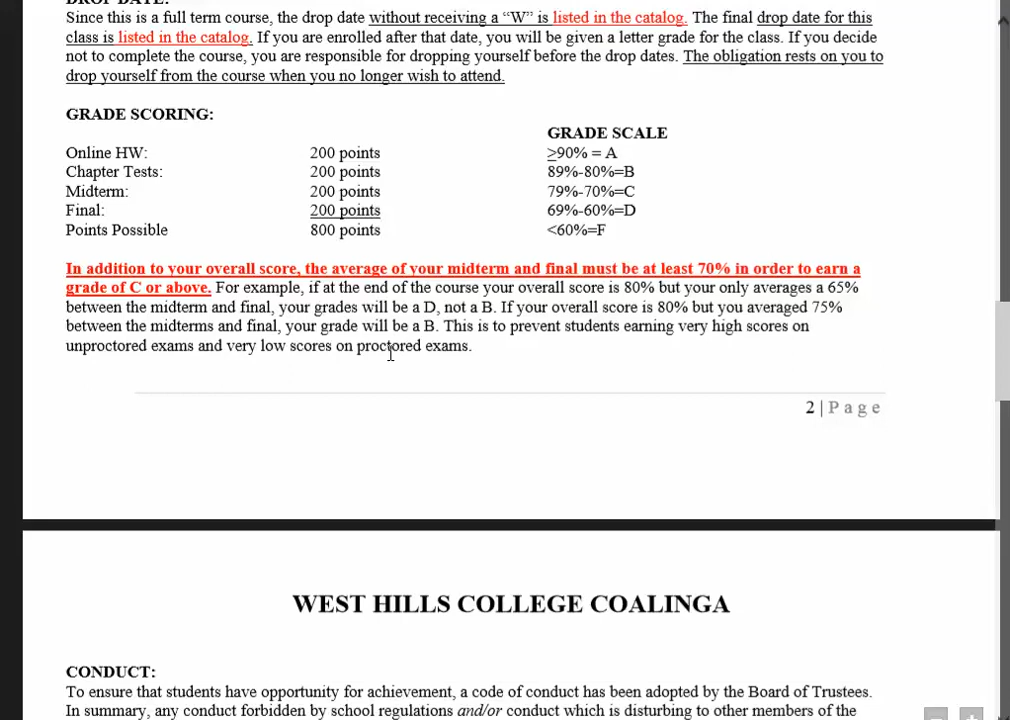 DROP DATE:
Since this is a full term course, the drop date without receiving a “W” is listed in the catalog. The final drop date for this
class is listed in the catalog. If you are enrolled after that date, you will be given a letter grade for the class. If you decide
not to complete the course, you are responsible for dropping yourself before the drop dates. The obligation rests on you to
drop yourself from the course when you no longer wish to attend.
GRADE SCORING:
GRADE SCALE
Online HW: 200 points ≥90% = A
Chapter Tests: 200 points 89%-80%=B
Midterm: 200 points 79%-70%=C
Final: 200 points 69%-60%=D
Points Possible 800 points <60%=F
In addition to your overall score, the average of your midterm and final must be at least 70% in order to earn a
grade of C or above. For example, if at the end of the course your overall score is 80% but your only averages a 65%
between the midterm and final, your grades will be a D, not a B. If your overall score is 80% but you averaged 75%
between the midterms and final, your grade will be a B. This is to prevent students earning very high scores on
unproctored exams and very low scores on proctored exams.
2 | Page
WEST HILLS COLLEGE COALINGA
CONDUCT:
To ensure that students have opportunity for achievement, a code of conduct has been adopted by the Board of Trustees.
In summary, any conduct forbidden by school regulations and/or conduct which is disturbing to other members of the